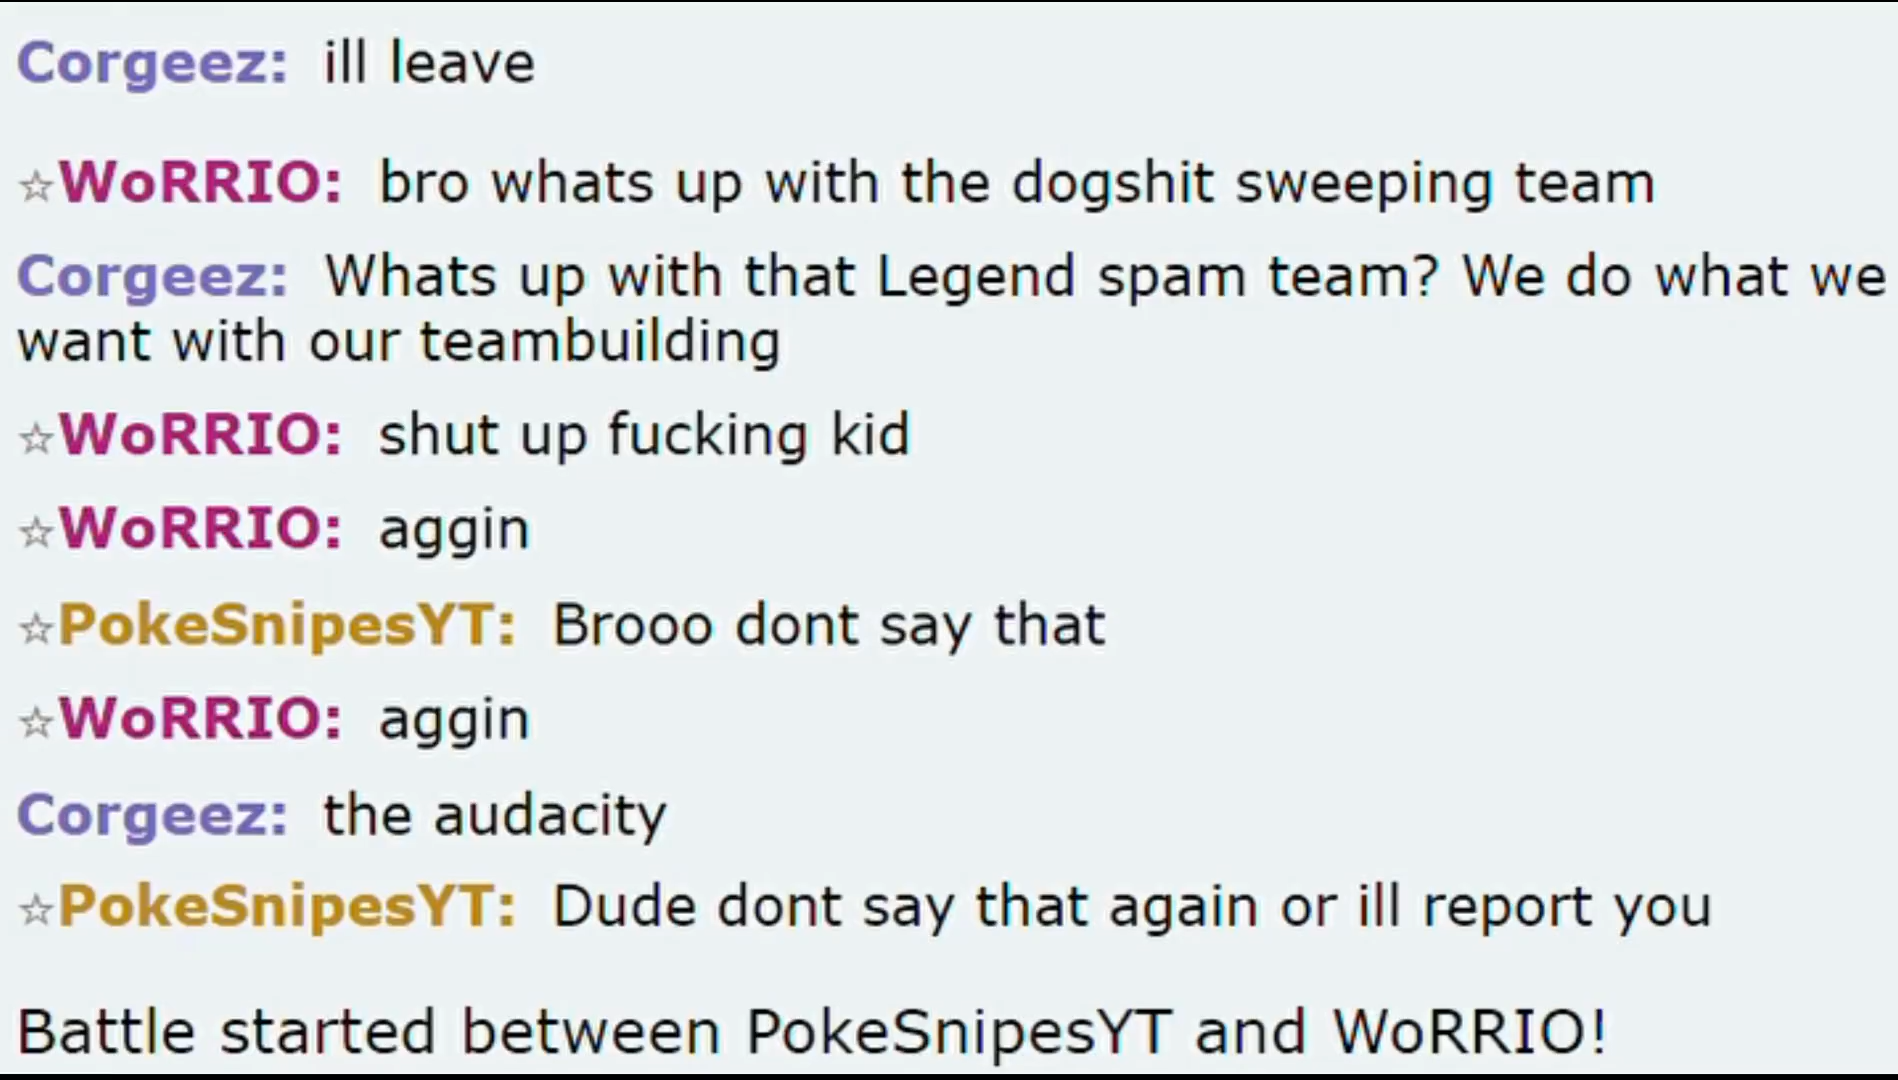 Corgeez: ill leave
☆WoRRIO: bro whats up with the dogshit sweeping team
Corgeez: Whats up with that Legend spam team? We do what we
want with our teambuilding
☆WoRRIO: shut up fucking kid
☆WoRRIO: aggin
☆PokeSnipesYT: Brooo dont say that
☆WoRRIO: aggin
Corgeez: the audacity
☆PokeSnipesYT: Dude dont say that again or ill report you
Battle started between PokeSnipesYT and WoRRIO!